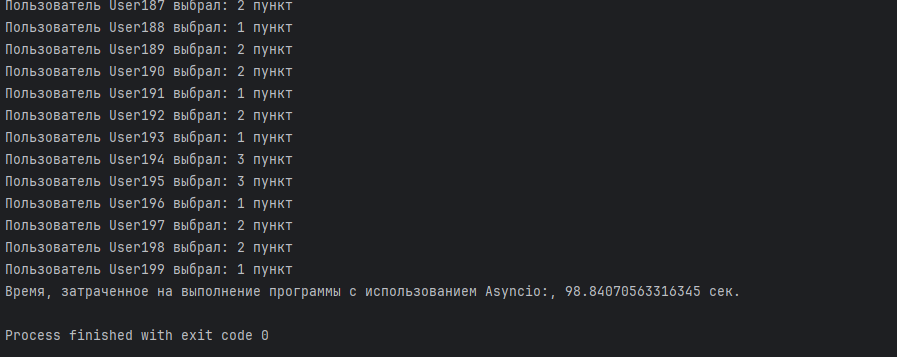 Пользователь User187 выбрал: 2 пункт
Пользователь User188 выбрал: 1 пункт
Пользователь User189 выбрал: 2 пункт
Пользователь User190 выбрал: 2 пункт
Пользователь User191 выбрал: 1 пункт
Пользователь User192 выбрал: 2 пункт
Пользователь User193 выбрал: 1 пункт
Пользователь User194 выбрал: 3 пункт
Пользователь User195 выбрал: 3 пункт
Пользователь User196 выбрал: 1 пункт
Пользователь User197 выбрал: 2 пункт
Пользователь User198 выбрал: 2 пункт
Пользователь User199 выбрал: 1 пункт
Время, затраченное на выполнение программы с использованием Asyncio:, 98.84070563316345 сек.
Process finished with exit code 0